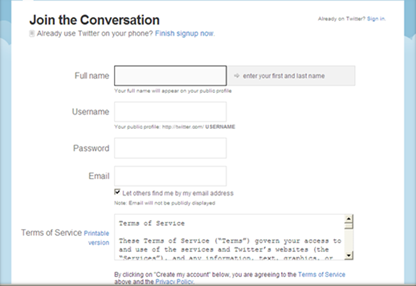 Join the Conversation
Already on Twitter? Sign in.
Already use Twitter on your phone? Finish signup now.
Full name
enter your first and last name
Your full name will appear on your public profile
Username
Your public profile: http://twitter.com/ USERNAME
Password
Email
Let others find me by my email address
Note: Email will not be publicly displayed
Terms of Service Printable version
Terms of Service
These Terms of Service ("Terms") govern your access to
and use of the services and Twitter's websites (the
"Services"), and any information, text, graphics, or
By clicking on "Create my account" below, you are agreeing to the Terms of Service
above and the Privacy Policy.